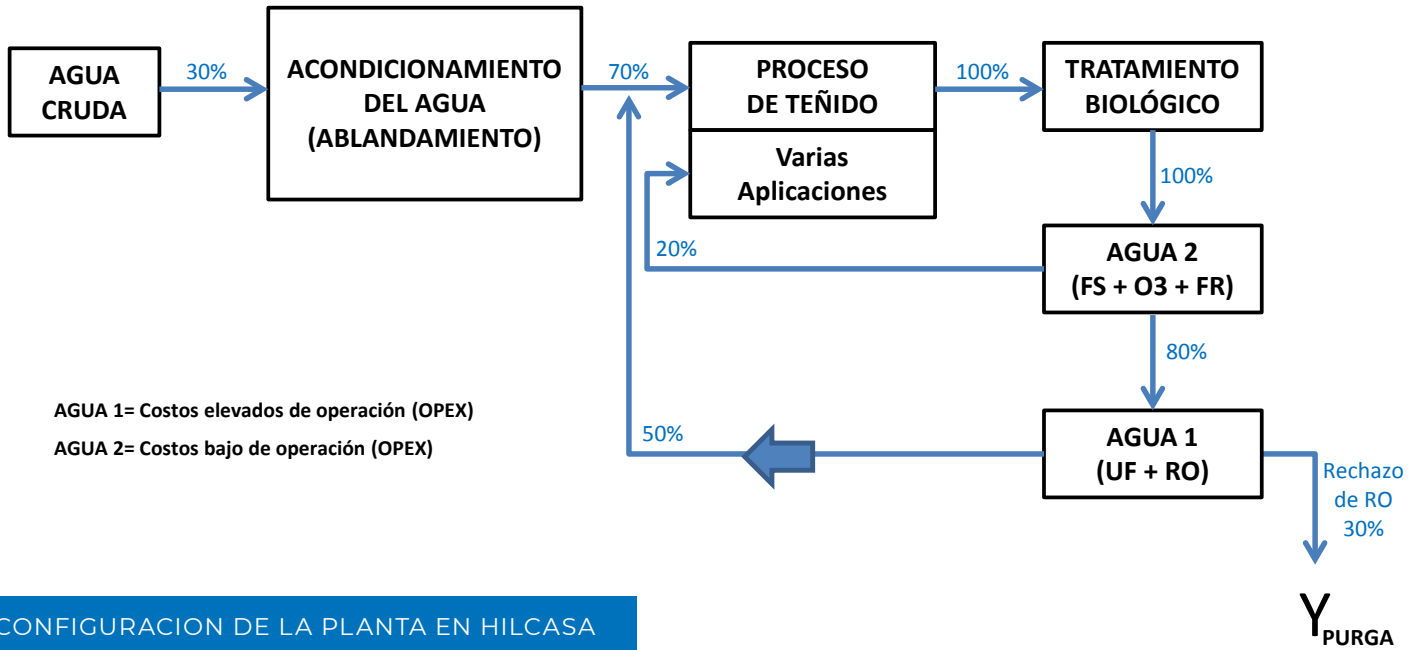 AGUA
CRUDA
30%
ACONDICIONAMIENTO
DEL AGUA
(ABLANDAMIENTO)
70%
PROCESO
DE TEÑIDO
Varias
Aplicaciones
100%
TRATAMIENTO
BIOLÓGICO
100%
20%
AGUA 2
(FS + O3 + FR)
80%
AGUA 1= Costos elevados de operación (OPEX)
AGUA 2= Costos bajo de operación (OPEX)
50%
AGUA 1
(UF + RO)
Rechazo
de RO
30%
Y PURGA
CONFIGURACION DE LA PLANTA EN HILCASA